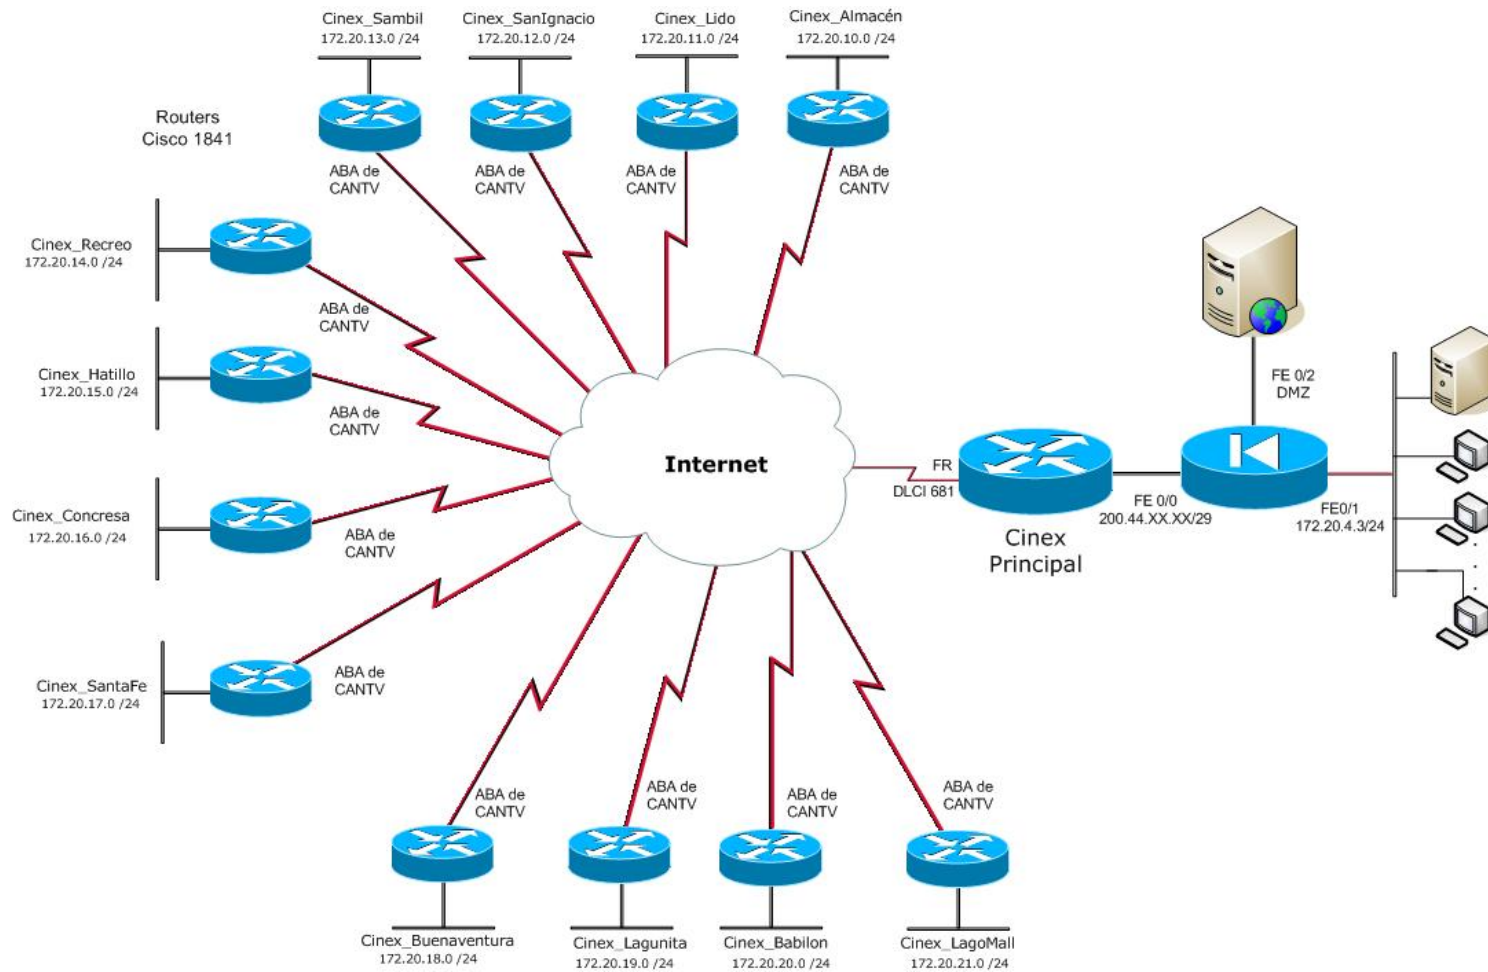 Cinex_Sambil
172.20.13.0 /24
Cinex_SanIgnacio
172.20.12.0 /24
Cinex_Lido
172.20.11.0 /24
Cinex_Almacén
172.20.10.0 /24
Routers
Cisco 1841
ABA de
CANTV
ABA de
CANTV
ABA de
CANTV
ABA de
CANTV
Cinex_Recreo
172.20.14.0 /24
ABA de
CANTV
Cinex_Hatillo
172.20.15.0 /24
ABA de
CANTV
Cinex_Concresa
172.20.16.0 /24
ABA de
CANTV
Cinex_SantaFe
172.20.17.0 /24
ABA de
CANTV
Internet
FR
DLCI 681
Cinex
Principal
FE 0/0
200.44.XX.XX/29
FE 0/2
DMZ
FE0/1
172.20.4.3/24
ABA de
CANTV
ABA de
CANTV
ABA de
CANTV
ABA de
CANTV
Cinex_Buenaventura
172.20.18.0 /24
Cinex_Lagunita
172.20.19.0 /24
Cinex_Babilon
172.20.20.0 /24
Cinex_LagoMall
172.20.21.0 /24